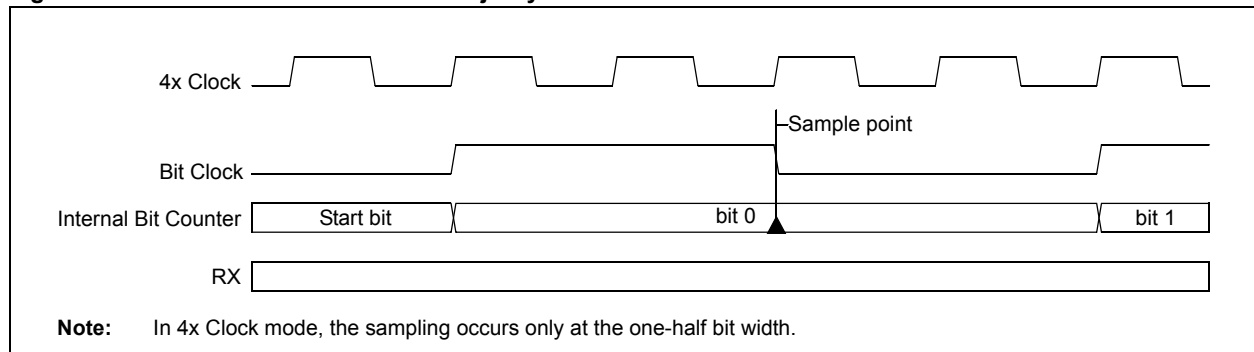 4x Clock
Sample point
Bit Clock
Internal Bit Counter Start bit bit 0 bit 1
RX
Note: In 4x Clock mode, the sampling occurs only at the one-half bit width.